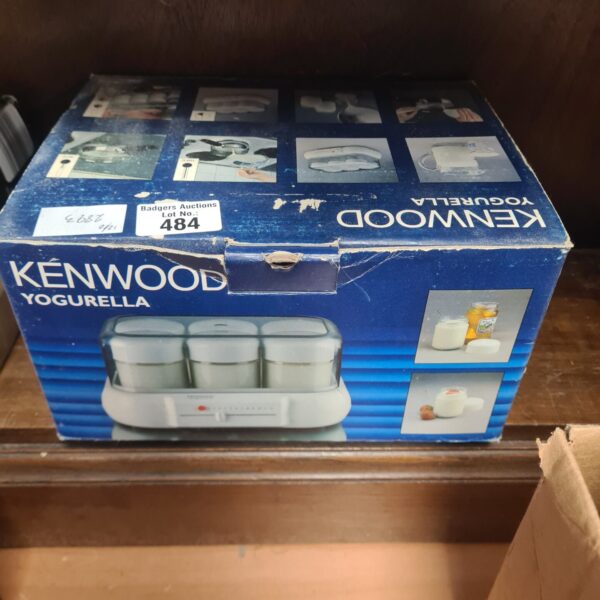 Badgers Auctions
Lot No.:
484
KENWOOD
YOGURELLA
KENWOOD
YOGURELLA